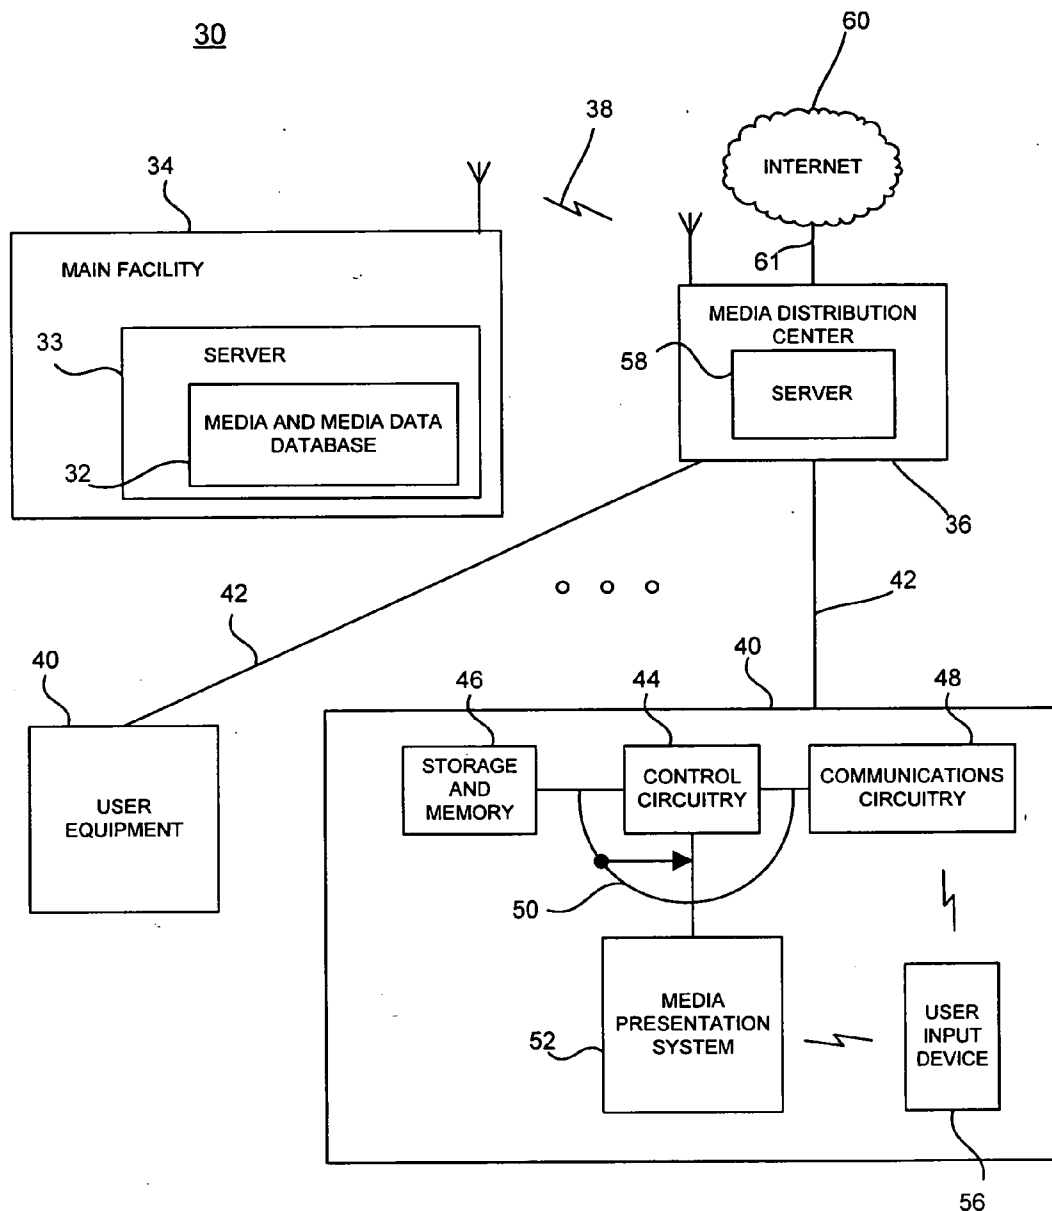 30
60
38
INTERNET
34
61
MAIN FACILITY
MEDIA DISTRIBUTION
CENTER
33
SERVER
58
SERVER
MEDIA AND MEDIA DATA
DATABASE
32
36
42
42
40
40
46
44
48
STORAGE
AND
MEMORY
CONTROL
CIRCUITRY
COMMUNICATIONS
CIRCUITRY
USER
EQUIPMENT
50
MEDIA
PRESENTATION
SYSTEM
52
USER
INPUT
DEVICE
56